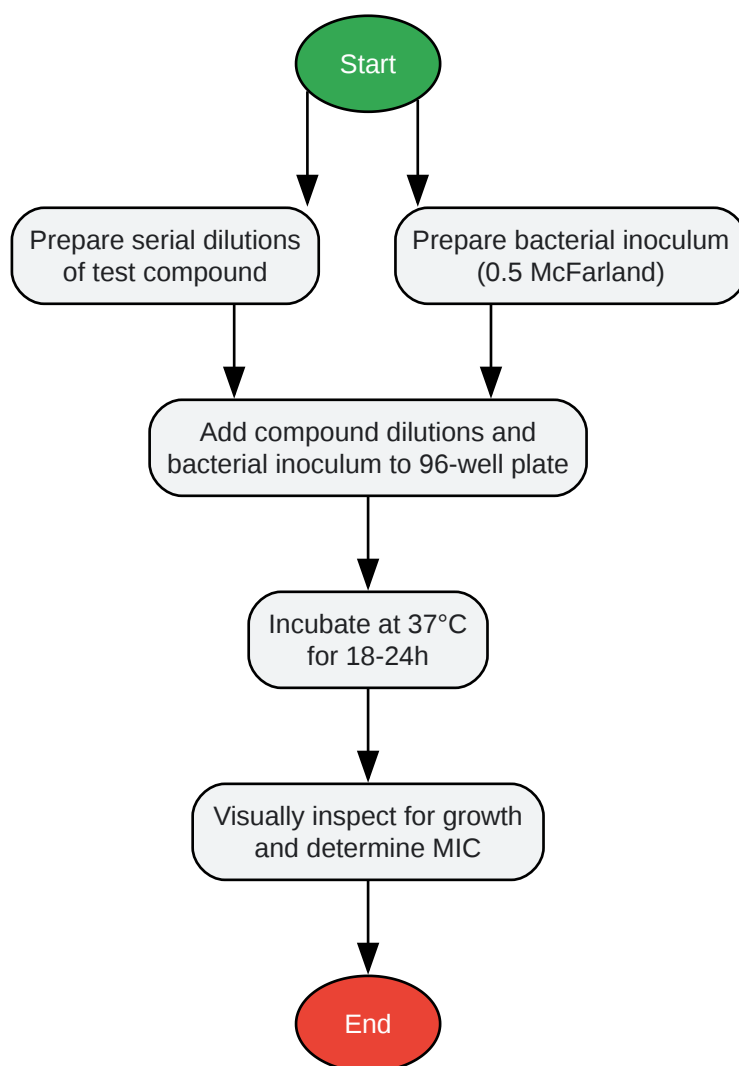 Start
Prepare serial dilutions
of test compound
Prepare bacterial inoculum
(0.5 McFarland)
Add compound dilutions and
bacterial inoculum to 96-well plate
Incubate at 37°C
for 18-24h
Visually inspect for growth
and determine MIC
End